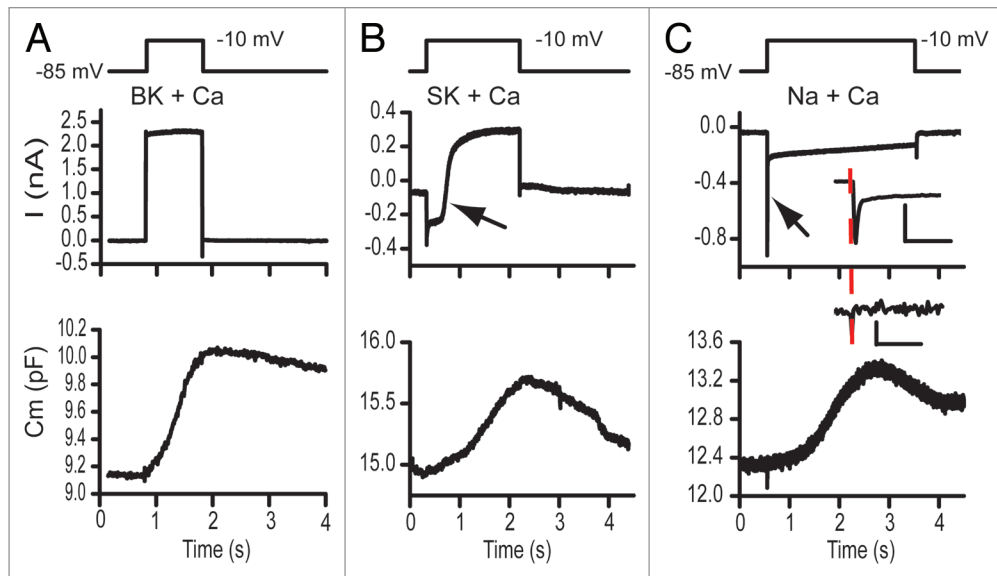 A
-10 mV
-85 mV
BK + Ca
I (nA)
2.5
2.0
1.5
1.0
0.5
0.0
-0.5
Cm (pF)
10.2
10.0
9.8
9.6
9.4
9.2
9.0
0 1 2 3 4
Time (s)
B
-10 mV
SK + Ca
0.4
0.2
0.0
-0.2
-0.4
16.0
15.5
15.0
0 1 2 3 4
Time (s)
C
-10 mV
-85 mV
Na + Ca
0.0
-0.4
-0.8
13.6
13.2
12.8
12.4
12.0
0 1 2 3 4
Time (s)